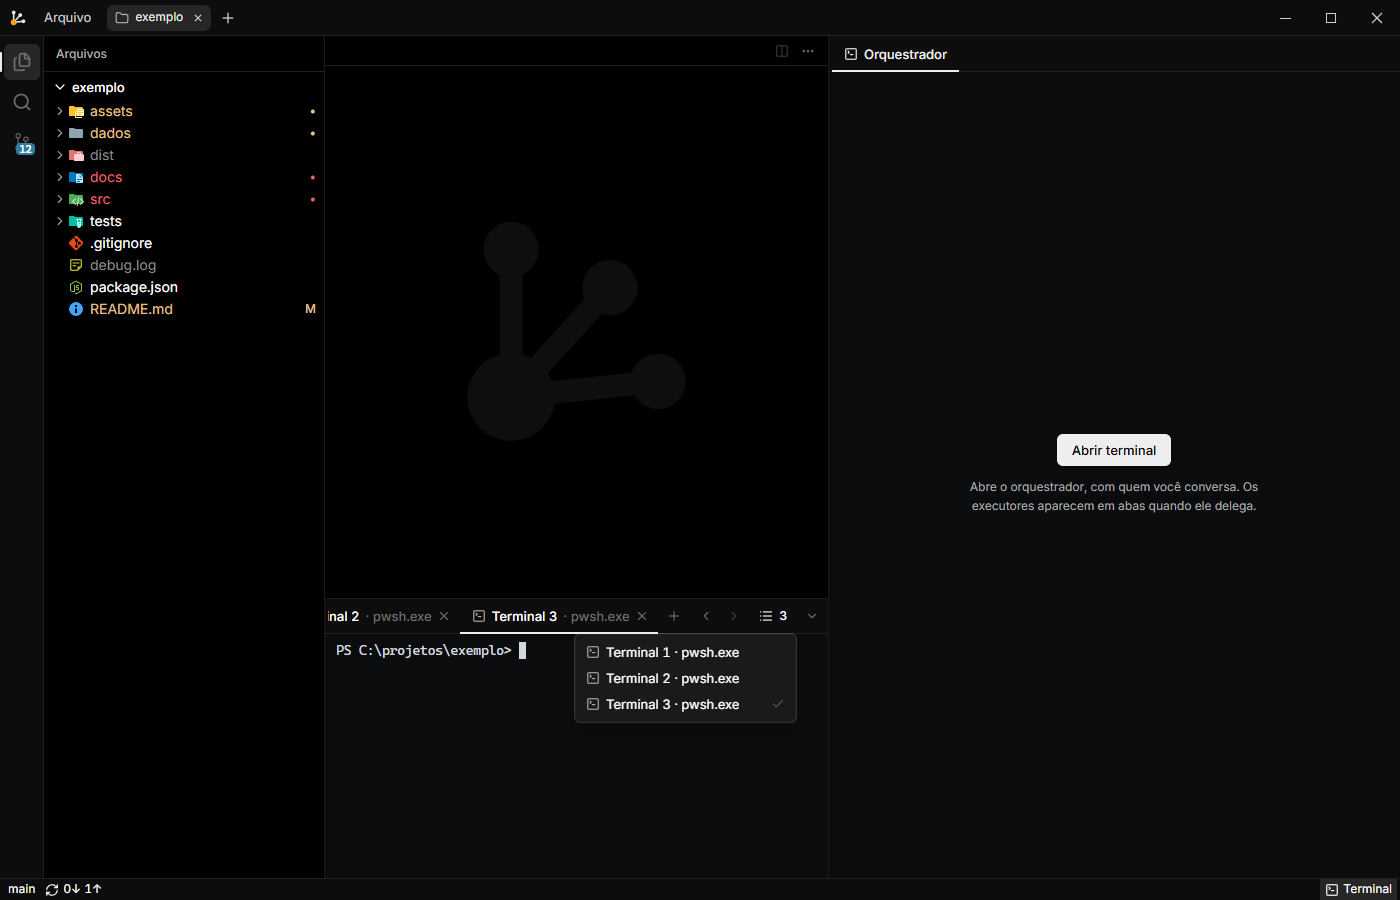 Arquivo
exemplo
Arquivos
exemplo
assets
dados
dist
docs
src
tests
.gitignore
debug.log
package.json
README.md M
12
Orquestrador
Abrir terminal
Abre o orquestrador, com quem você conversa. Os
executores aparecem em abas quando ele delega.
inal 2 · pwsh.exe
Terminal 3 · pwsh.exe
3
PS C:\projetos\exemplo>
Terminal 1 · pwsh.exe
Terminal 2 · pwsh.exe
Terminal 3 · pwsh.exe
main 0↓ 1↑
Terminal